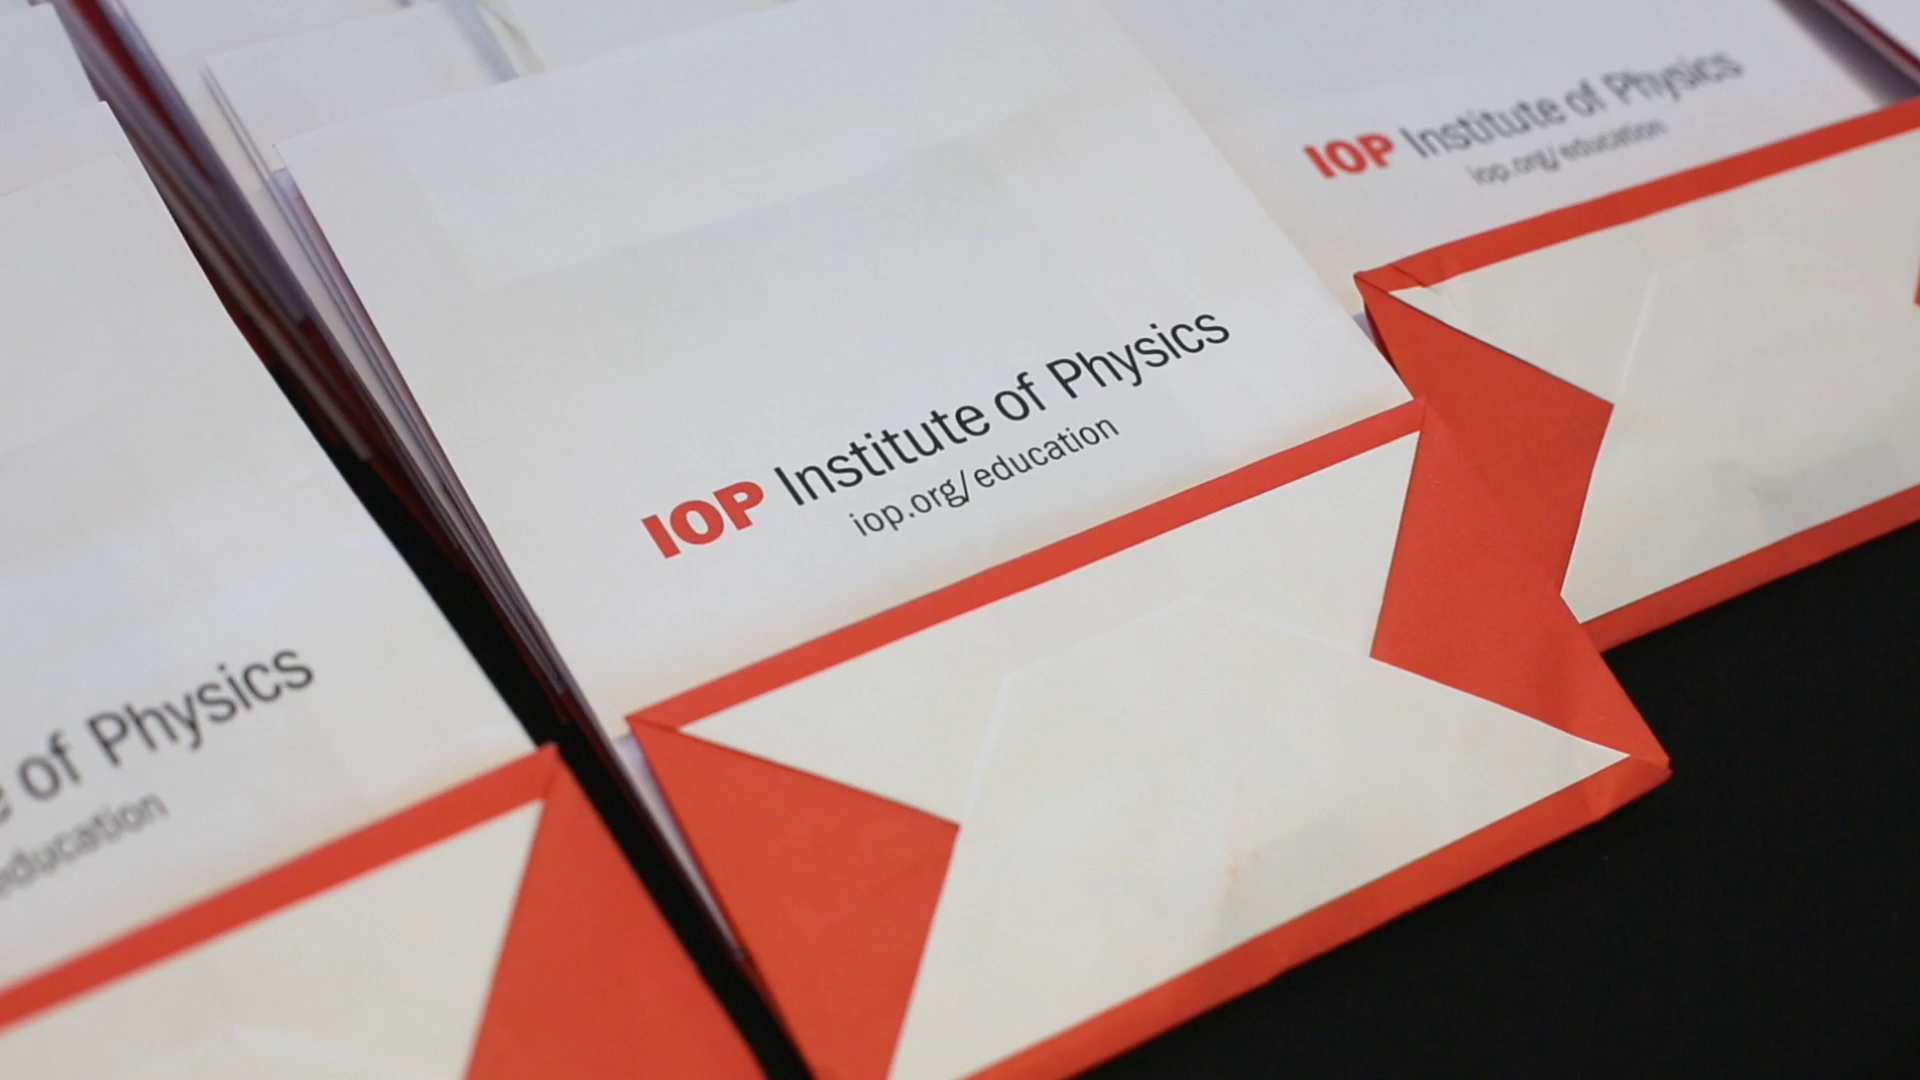 IOP Institute of Physics
iop.org/education
IOP Institute of Physics
iop.org/education
of Physics
education